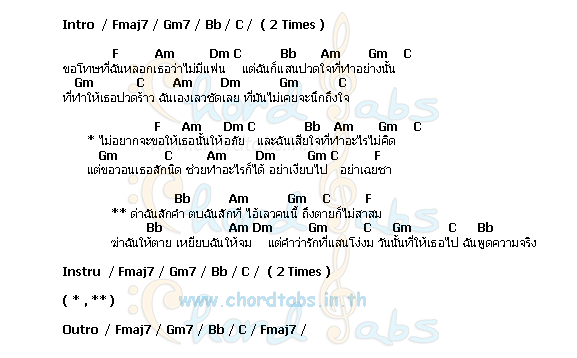 Intro / Fmaj7 / Gm7 / Bb / C / ( 2 Times )
F Am Dm C Bb Am Gm C
ขอโทษที่ฉันหลอกเธอว่าไม่มีแฟน แต่ฉันก็แสนปวดใจที่ทำอย่างนั้น
Gm C Am Dm Gm C
ที่ทำให้เธอปวดร้าว ฉันเองเลวชัดเลย ที่มันไม่เคยจะนึกถึงใจ
F Am Dm C Bb Am Gm C
* ไม่อยากจะขอให้เธอนั้นให้อภัย และฉันเสียใจที่ทำอะไรไม่คิด
Gm C Am Dm Gm C F
แต่ขอวอนเธอสักนิด ช่วยทำอะไรก็ได้ อย่าเงียบไป อย่าเฉยชา
Bb Am Gm C F
** ด่าฉันสักคำ ตบฉันสักที ไอ้เลวคนนี้ ถึงตายก็ไม่สาสม
Bb Am Dm Gm C Gm C Bb
ฆ่าฉันให้ตาย เหยียบฉันให้จม แต่คำว่ารักที่แสนโง่งม วันนั้นที่ให้เธอไป ฉันพูดความจริง
Instru / Fmaj7 / Gm7 / Bb / C / ( 2 Times )
( * , ** )
www.chordtabs.in.th
Outro / Fmaj7 / Gm7 / Bb / C / Fmaj7 /